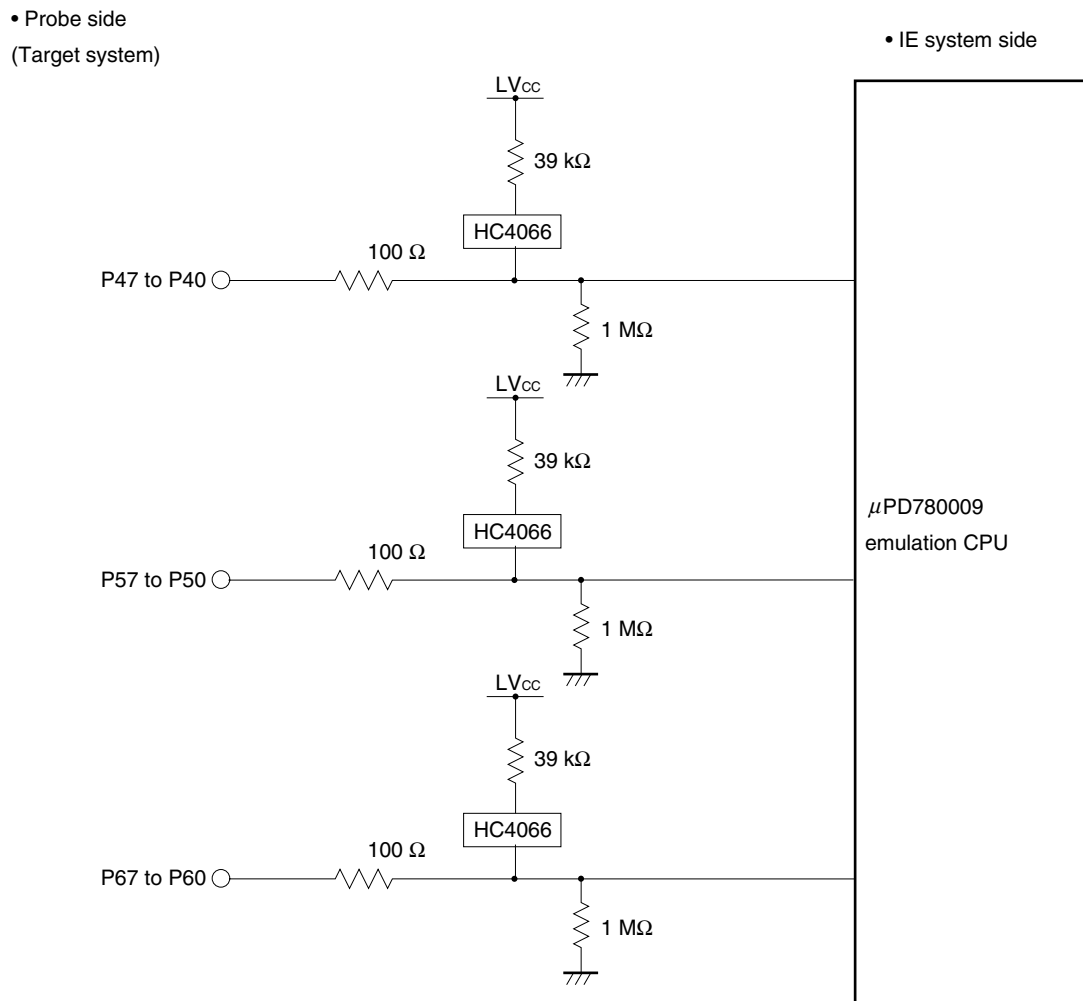 • Probe side
(Target system)
• IE system side
LVCC
39 kΩ
HC4066
100 Ω
P47 to P40
1 MΩ
LVCC
39 kΩ
HC4066
100 Ω
P57 to P50
1 MΩ
μPD780009
emulation CPU
LVCC
39 kΩ
HC4066
100 Ω
P67 to P60
1 MΩ